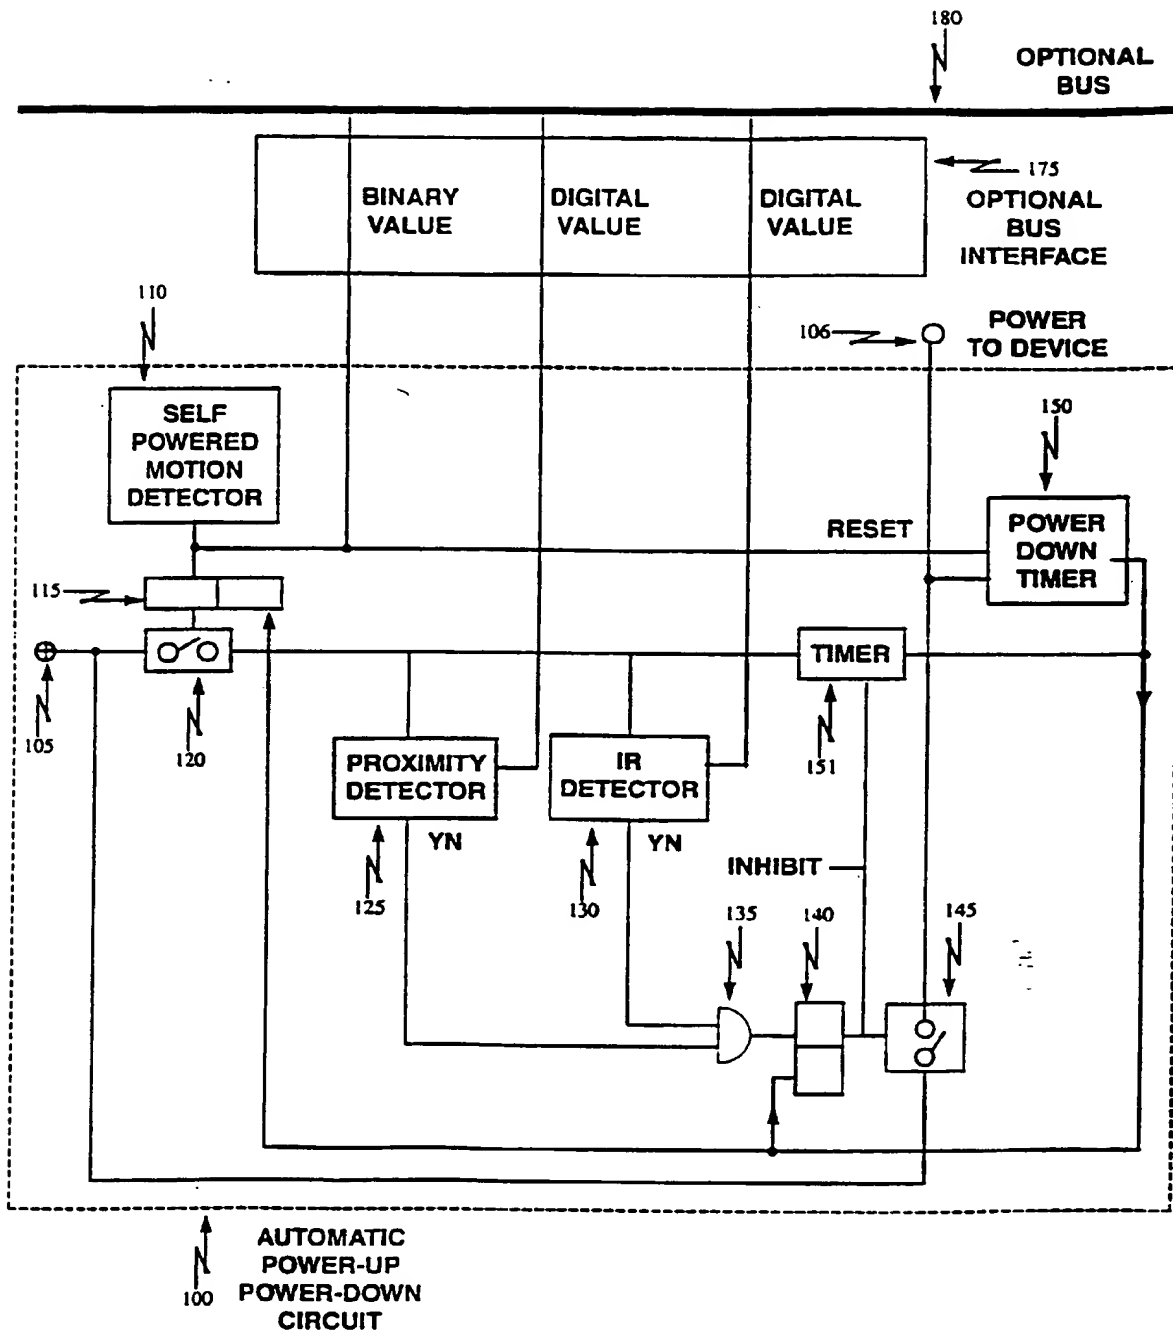 180
OPTIONAL
BUS
175
BINARY
VALUE
DIGITAL
VALUE
DIGITAL
VALUE
OPTIONAL
BUS
INTERFACE
110
106
POWER
TO DEVICE
SELF
POWERED
MOTION
DETECTOR
150
RESET
POWER
DOWN
TIMER
115
TIMER
105
120
PROXIMITY
DETECTOR
IR
DETECTOR
151
YN
YN
INHIBIT
125
130
135
140
145
100
AUTOMATIC
POWER-UP
POWER-DOWN
CIRCUIT